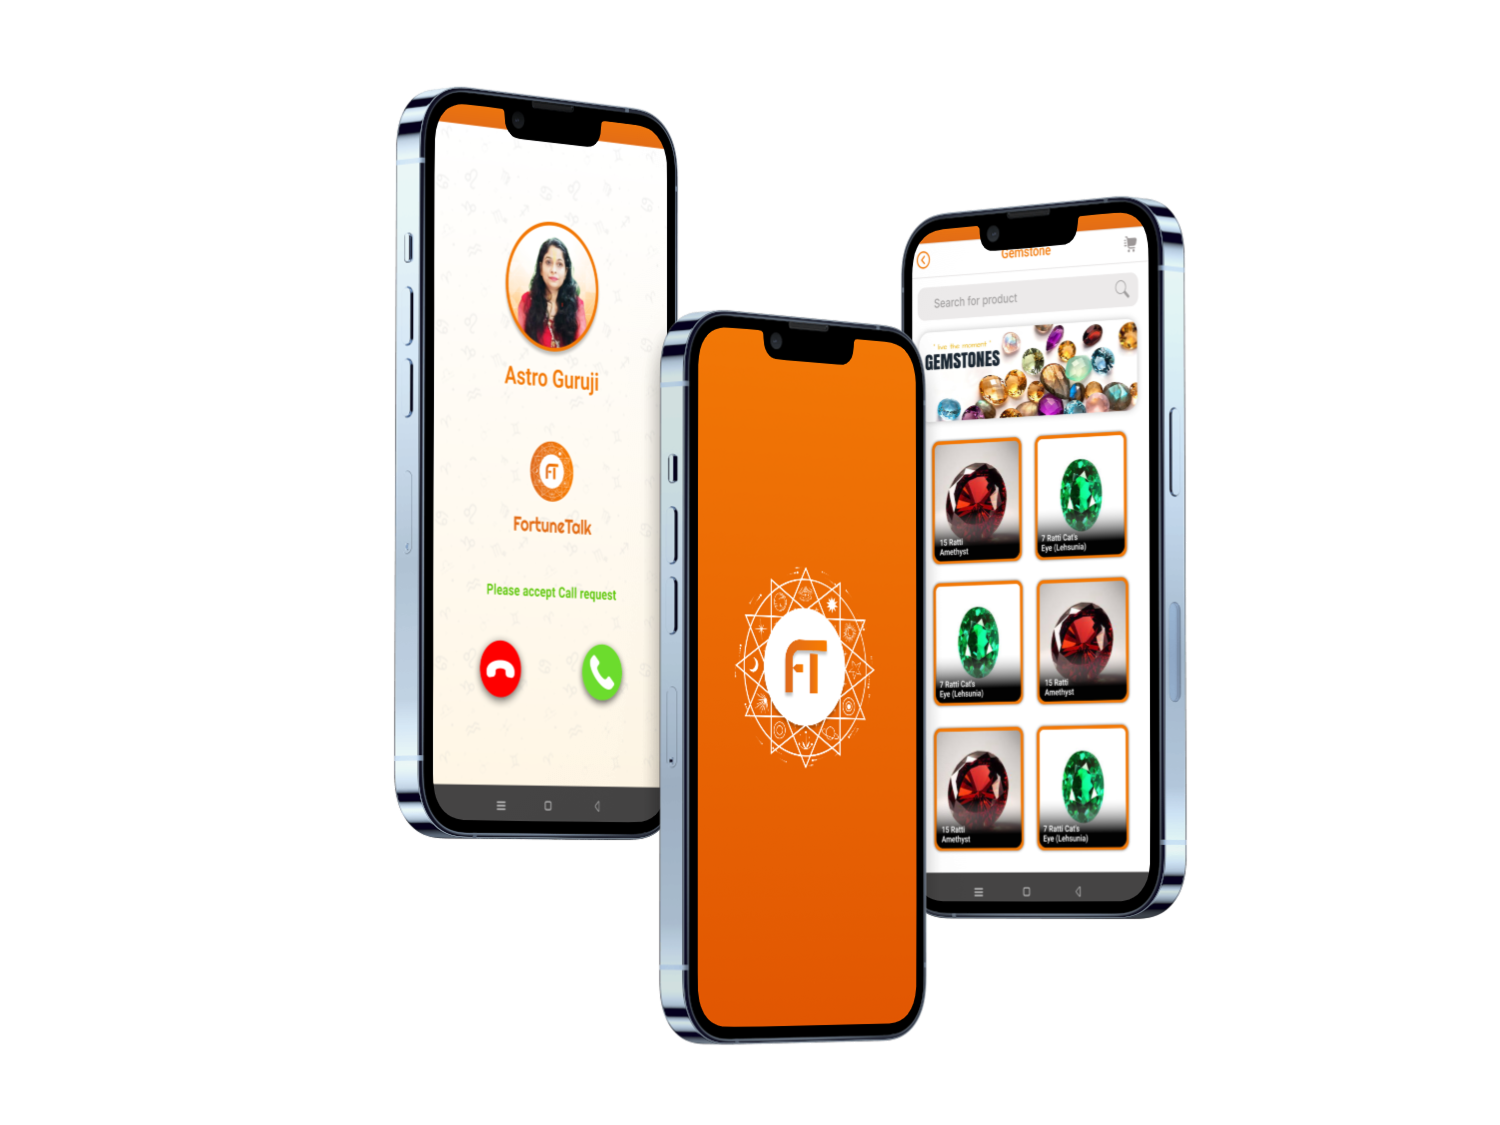 Astro Guruji
FT
FortuneTalk
Please accept Call request
FT
Gemstone
Search for product
GEMSTONES
15 Ratti
Amethyst
7 Ratti Cat's
Eye (Lehsunia)
7 Ratti Cat's
Eye (Lehsunia)
15 Ratti
Amethyst
15 Ratti
Amethyst
7 Ratti Cat's
Eye (Lehsunia)